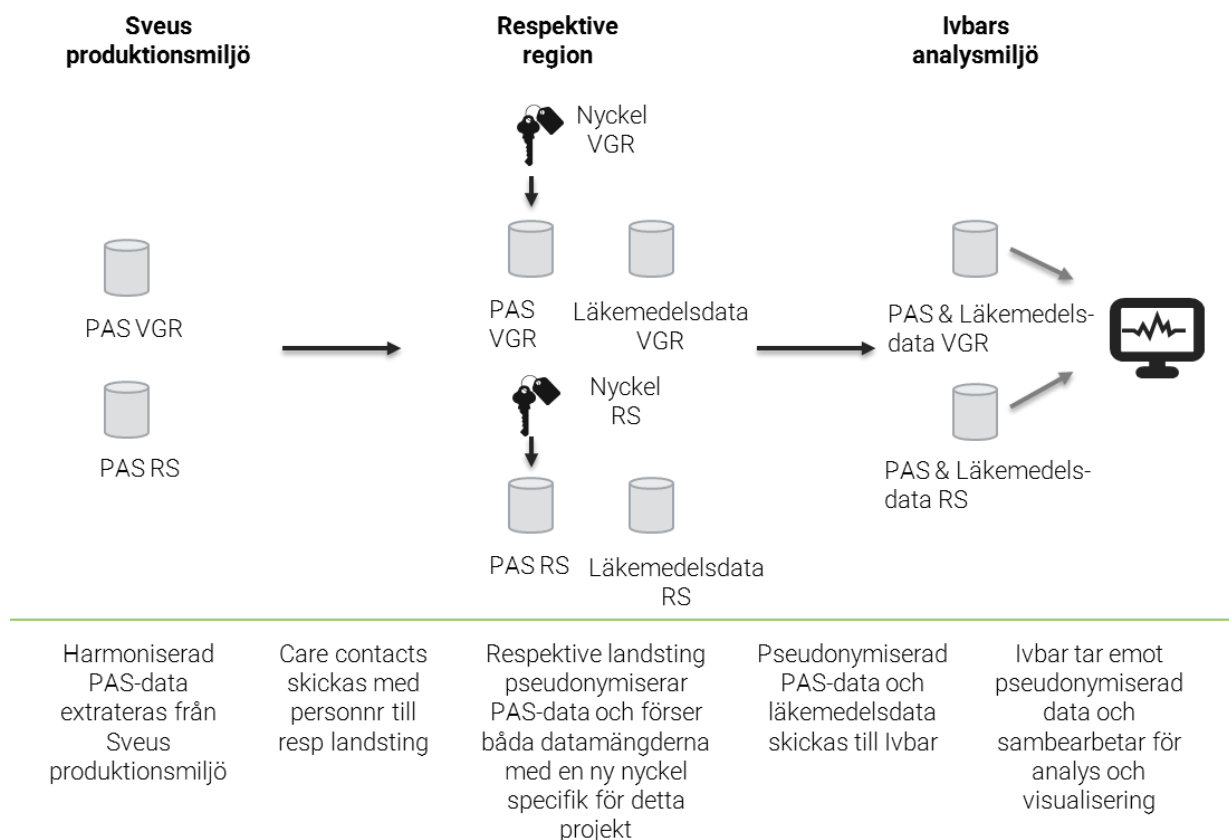 Sveus
produktionsmiljö
Respektive
region
Ivbars
analysmiljö
Nyckel
VGR
PAS VGR
PAS
VGR
Läkemedelsdata
VGR
PAS & Läkemedels-
data VGR
Nyckel
RS
PAS RS
PAS RS
Läkemedelsdata
RS
PAS & Läkemedels-
data RS
Harmoniserad
PAS-data
extrateras från
Sveus
produktionsmiljö
Care contacts
skickas med
personnr till
resp landsting
Respektive landsting
pseudonymiserar
PAS-data och förser
båda datamängderna
med en ny nyckel
specifik för detta
projekt
Pseudonymiserad
PAS-data och
läkemedelsdata
skickas till Ivbar
Ivbar tar emot
pseudonymiserad
data och
sambearbetar för
analys och
visualisering